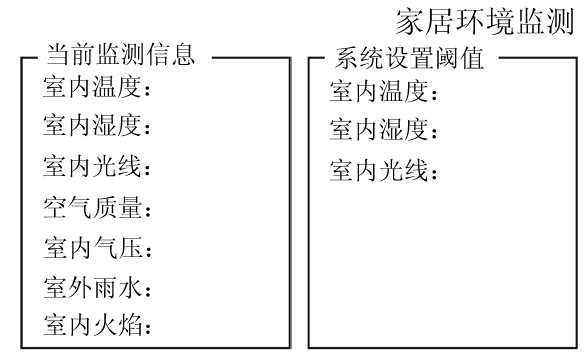 家居环境监测
当前监测信息
室内温度：
室内湿度：
室内光线：
空气质量：
室内气压：
室外雨水：
室内火焰：
系统设置阈值
室内温度：
室内湿度：
室内光线：